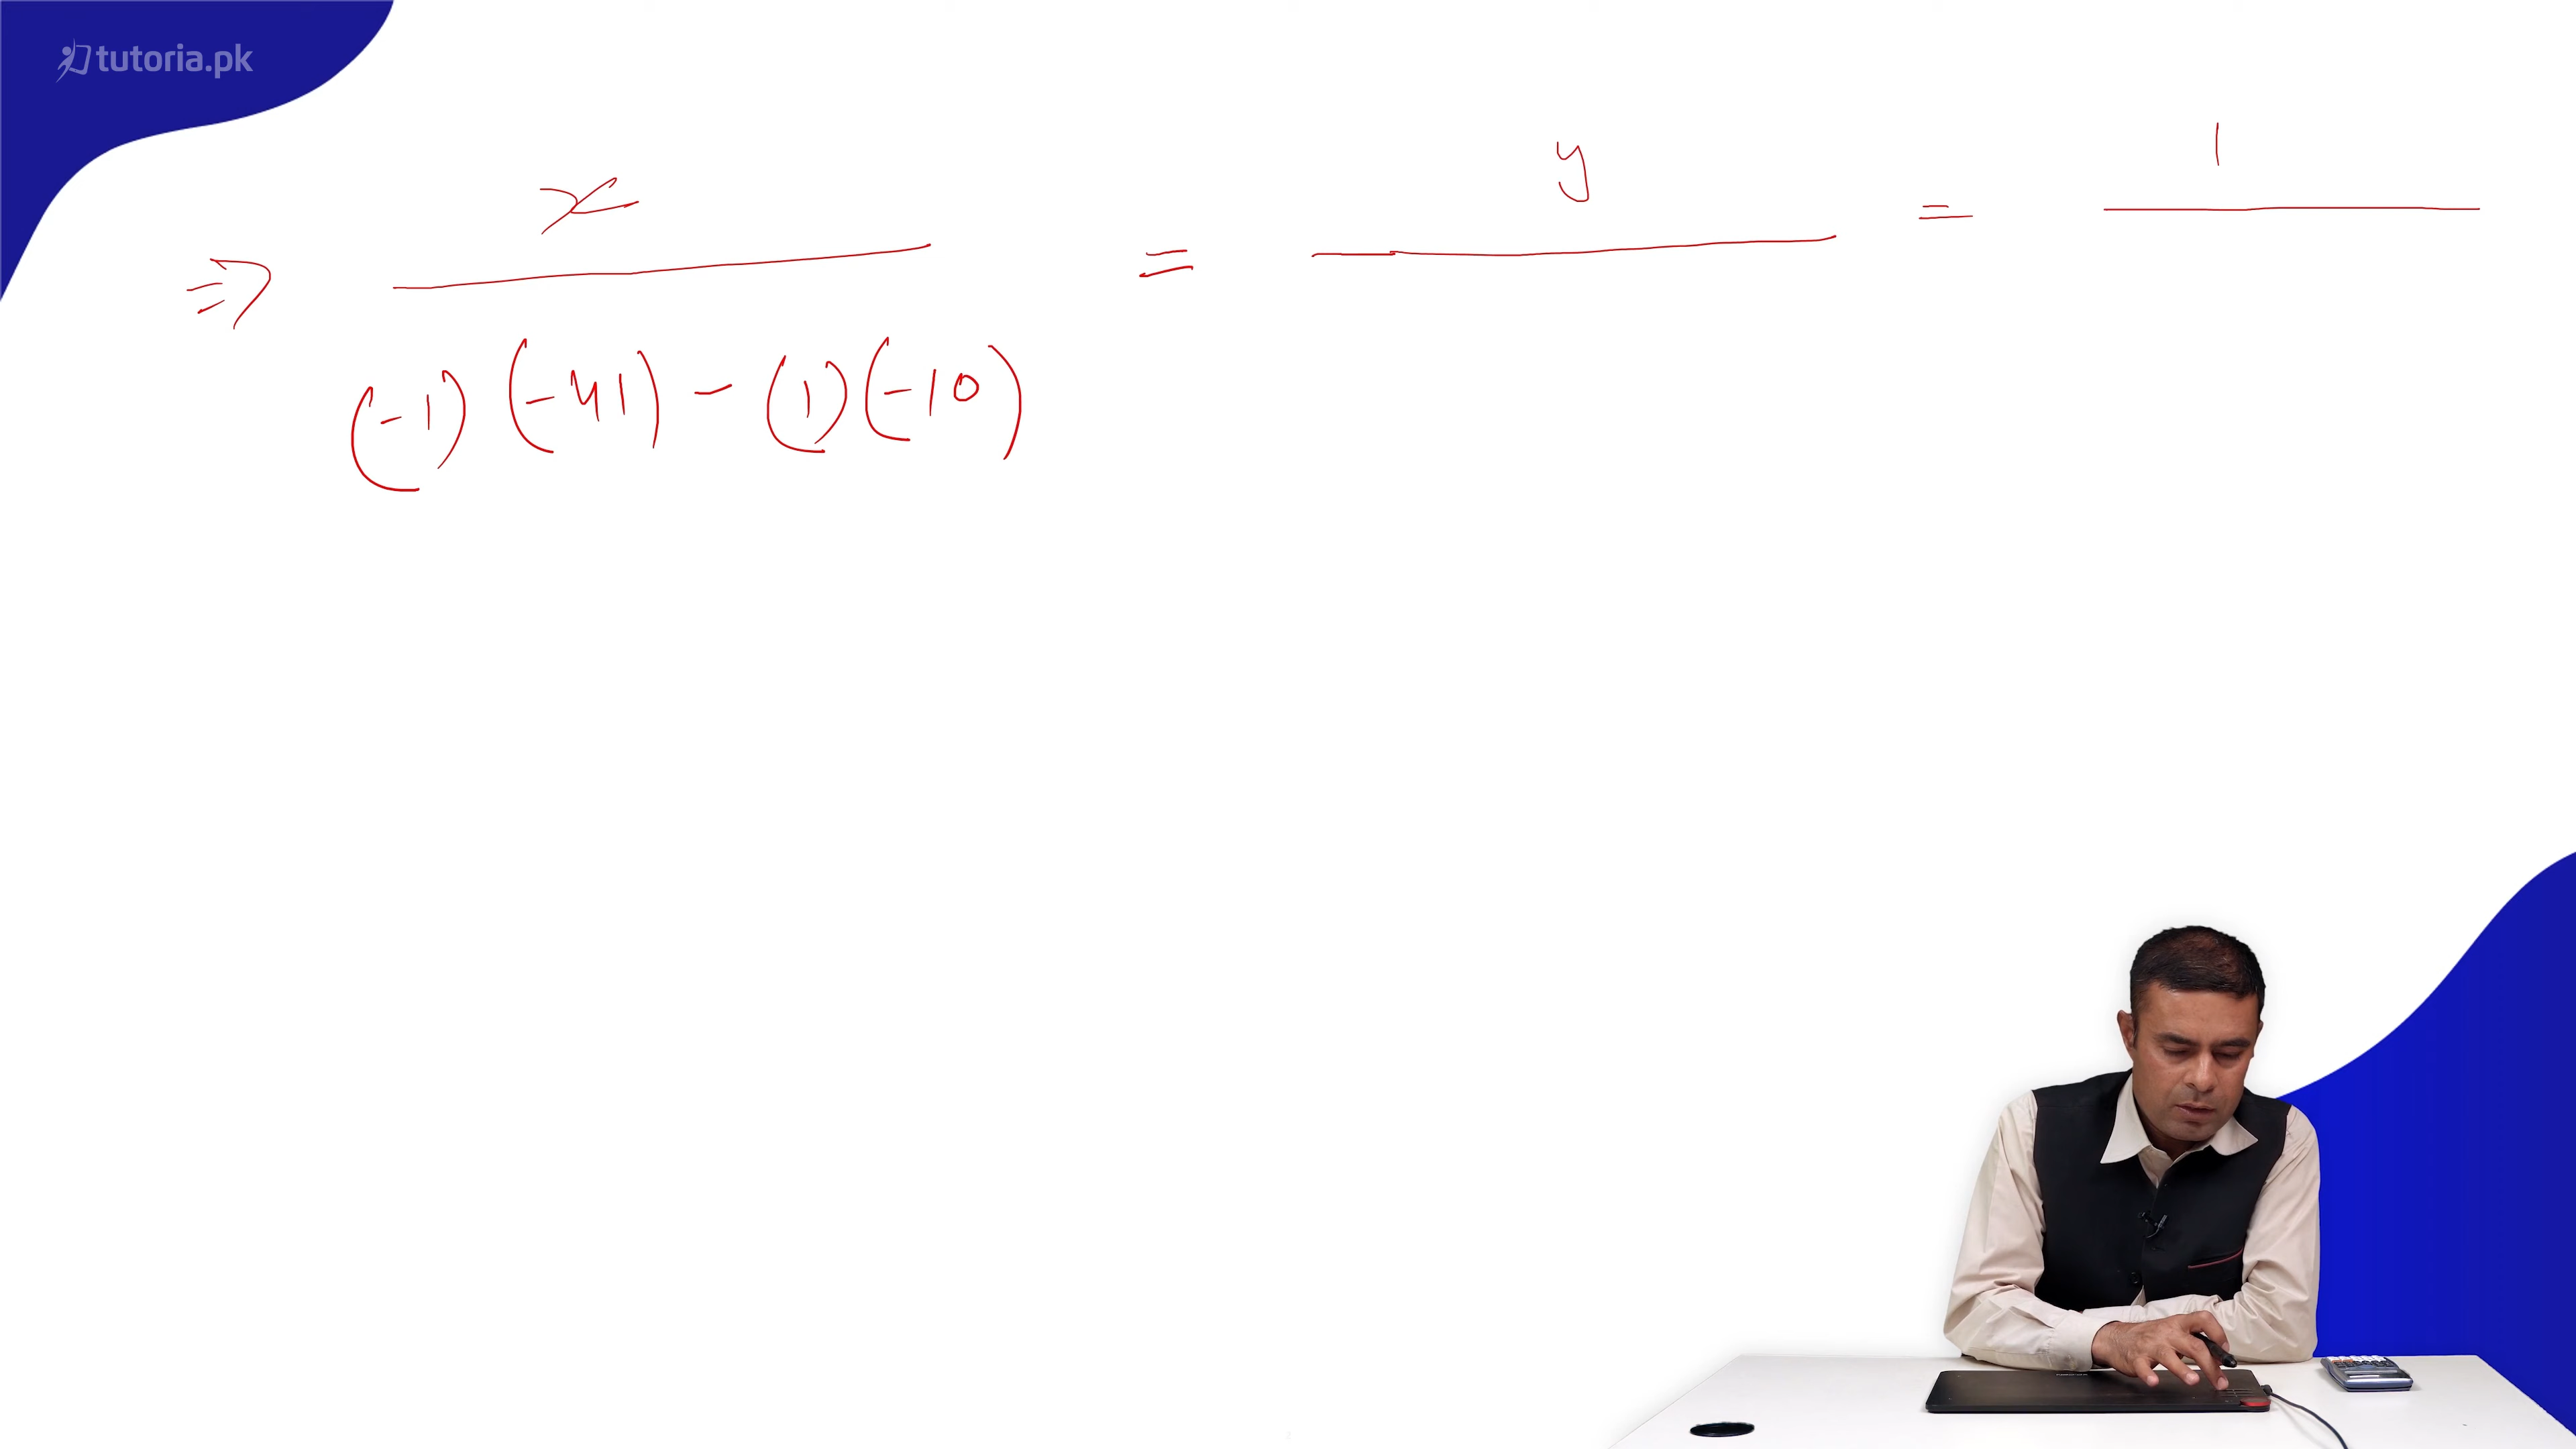 tutoria.pk
⇒ x = y = 1
(-1) (-41) - (1) (-10)